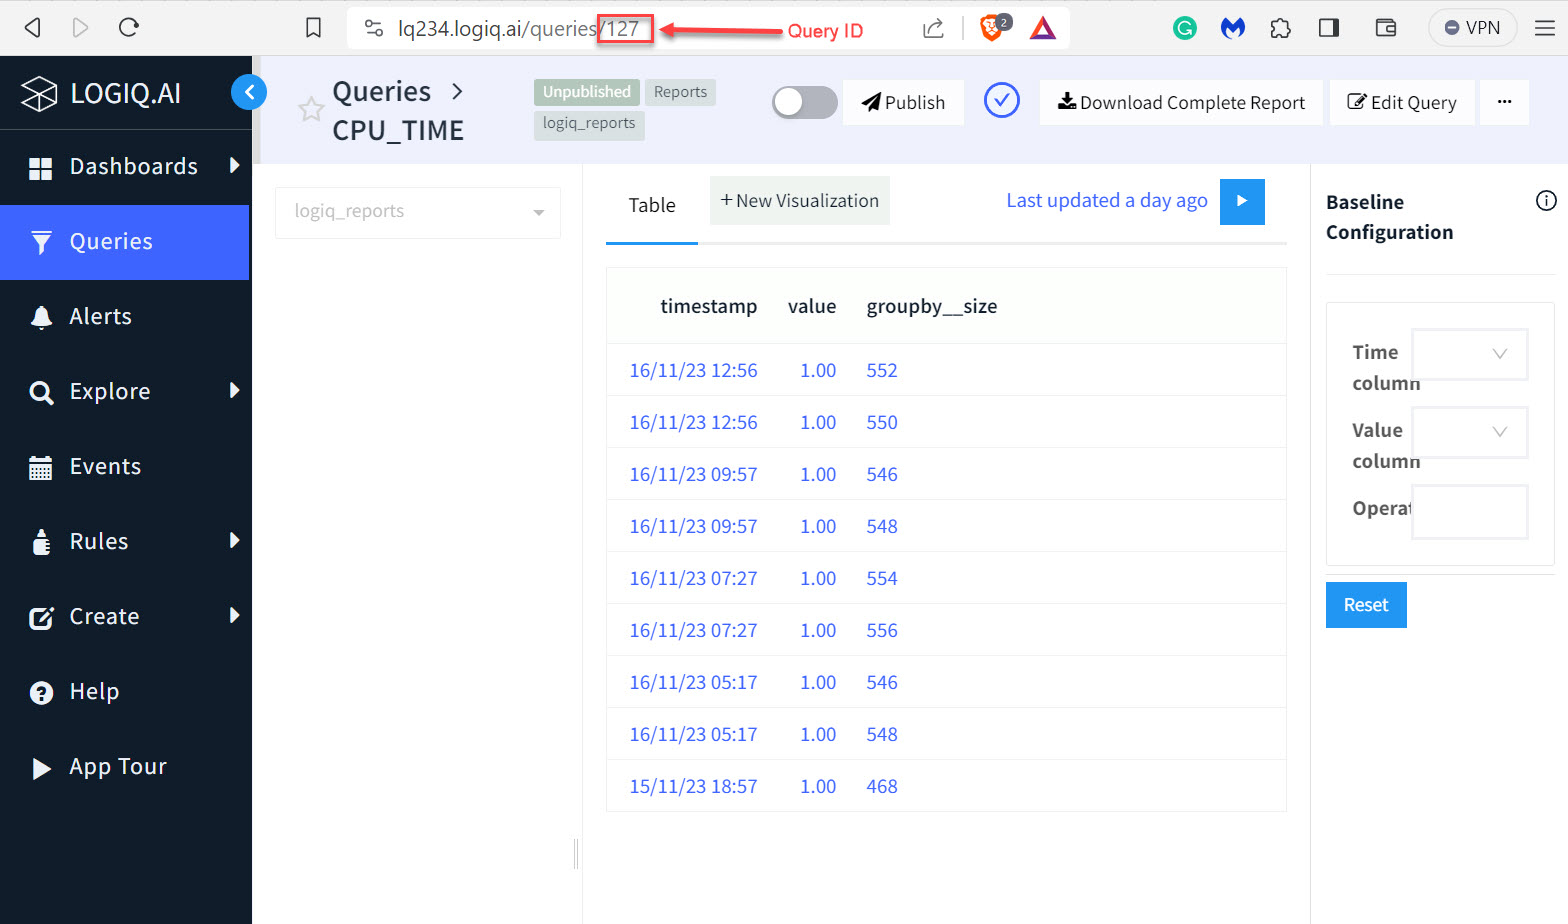 lq234.logiq.ai/queries/127
Query ID
2
VPN
LOGIQ.AI
Queries
CPU_TIME
Unpublished
Reports
logiq_reports
Publish
Download Complete Report
Edit Query
...
Dashboards
Queries
Alerts
Explore
Events
Rules
Create
Help
App Tour
logiq_reports
Table
+ New Visualization
Last updated a day ago
timestamp value groupby__size
16/11/23 12:56 1.00 552
16/11/23 12:56 1.00 550
16/11/23 09:57 1.00 546
16/11/23 09:57 1.00 548
16/11/23 07:27 1.00 554
16/11/23 07:27 1.00 556
16/11/23 05:17 1.00 546
16/11/23 05:17 1.00 548
15/11/23 18:57 1.00 468
Baseline
Configuration
Time
column
Value
column
Operat
Reset